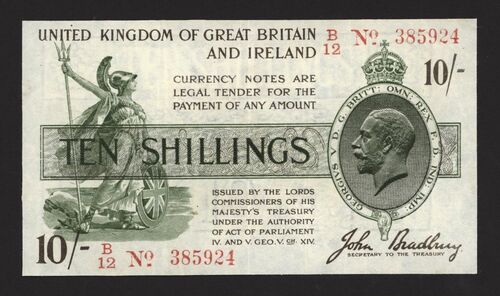 UNITED KINGDOM OF GREAT BRITAIN
AND IRELAND
B/12 No. 385924
10/-
CURRENCY NOTES ARE
LEGAL TENDER FOR THE
PAYMENT OF ANY AMOUNT
GEORGIVS V D. G. BRITT: OMN: REX F. D. IND: IMP.
TEN SHILLINGS
ISSUED BY THE LORDS
COMMISSIONERS OF HIS
MAJESTY'S TREASURY
UNDER THE AUTHORITY
OF ACT OF PARLIAMENT
IV. AND V. GEO. V. CH. XIV.
10/-
B/12 No. 385924
John Bradbury
SECRETARY TO THE TREASURY